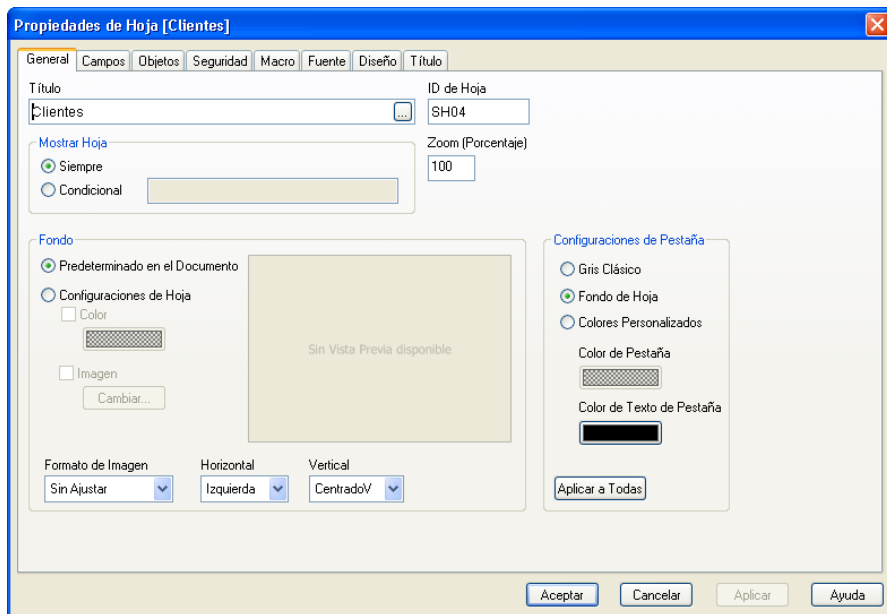 Propiedades de Hoja [Clientes]
General Campos Objetos Seguridad Macro Fuente Diseño Título
Título
Clientes
...
ID de Hoja
SH04
Mostrar Hoja
Siempre
Condicional
Zoom (Porcentaje)
100
Fondo
Predeterminado en el Documento
Configuraciones de Hoja
Color
Imagen
Cambiar...
Sin Vista Previa disponible
Formato de Imagen
Sin Ajustar
Horizontal
Izquierda
Vertical
CentradoV
Configuraciones de Pestaña
Gris Clásico
Fondo de Hoja
Colores Personalizados
Color de Pestaña
Color de Texto de Pestaña
Aplicar a Todas
Aceptar Cancelar Aplicar Ayuda